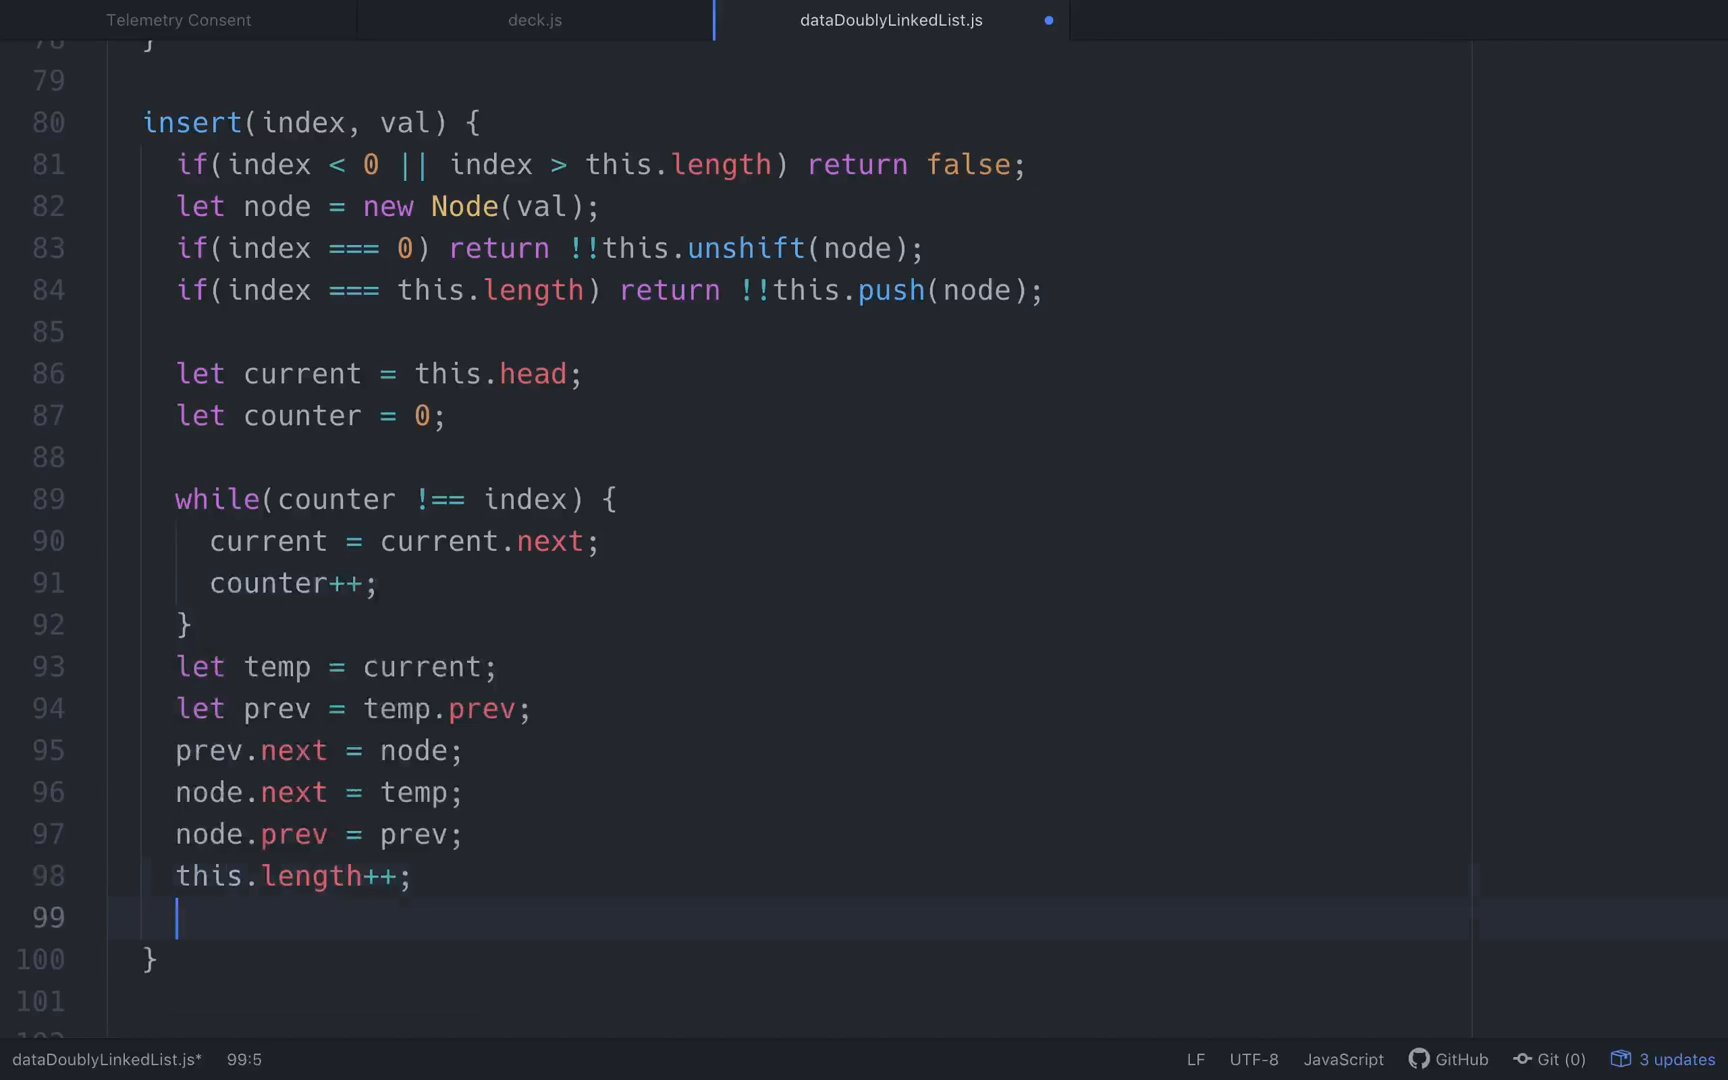 Telemetry Consent deck.js dataDoublyLinkedList.js
78 }
79
80 insert(index, val) {
81 if(index < 0 || index > this.length) return false;
82 let node = new Node(val);
83 if(index === 0) return !!this.unshift(node);
84 if(index === this.length) return !!this.push(node);
85
86 let current = this.head;
87 let counter = 0;
88
89 while(counter !== index) {
90 current = current.next;
91 counter++;
92 }
93 let temp = current;
94 let prev = temp.prev;
95 prev.next = node;
96 node.next = temp;
97 node.prev = prev;
98 this.length++;
99
100 }
101
102
dataDoublyLinkedList.js* 99:5 LF UTF-8 JavaScript GitHub Git (0) 3 updates